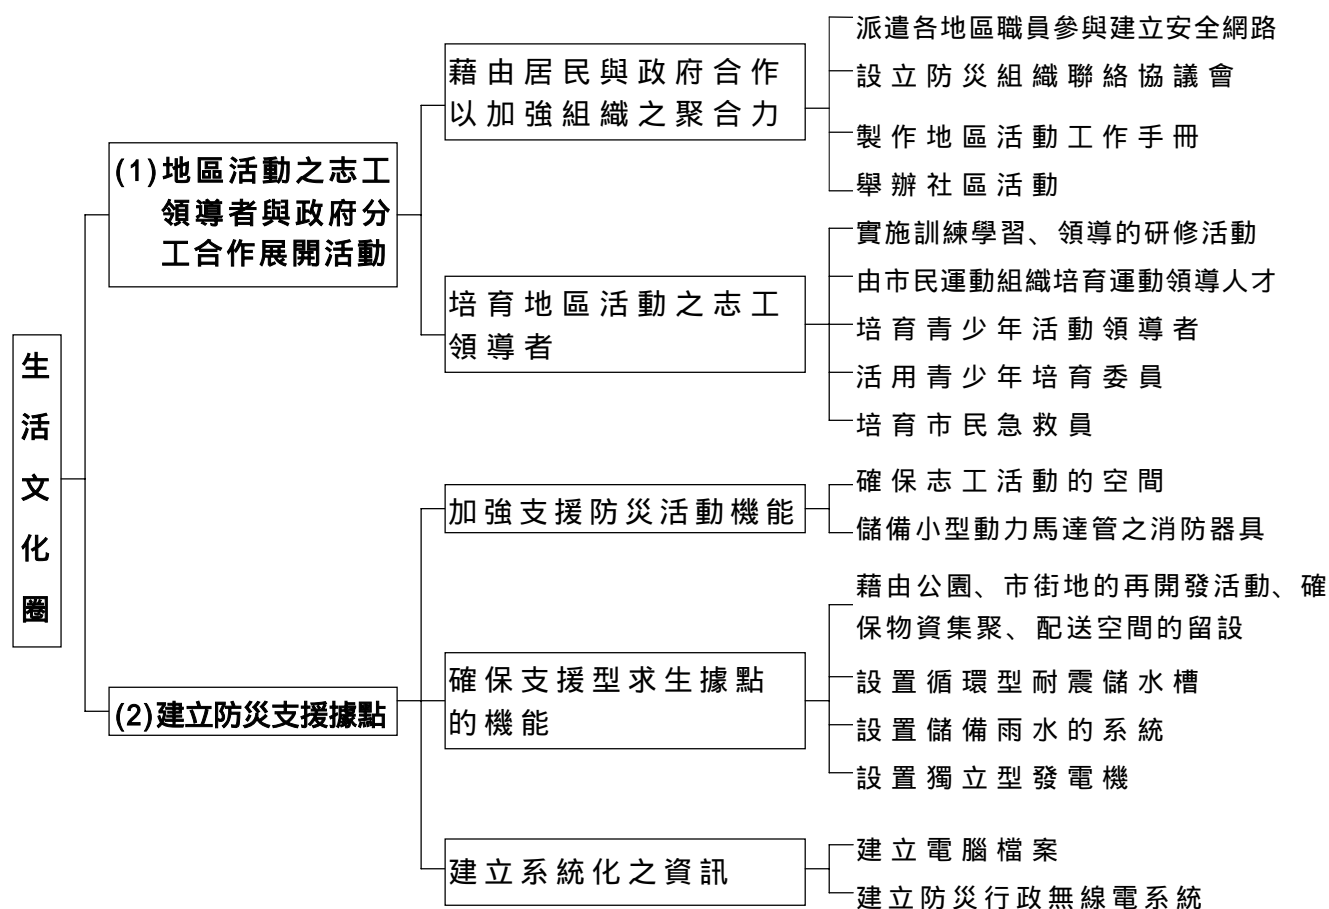 生活文化圈
(1)地區活動之志工
領導者與政府分
工合作展開活動
藉由居民與政府合作
以加強組織之聚合力
派遣各地區職員參與建立安全網路
設立防災組織聯絡協議會
製作地區活動工作手冊
舉辦社區活動
培育地區活動之志工
領導者
實施訓練學習、領導的研修活動
由市民運動組織培育運動領導人才
培育青少年活動領導者
活用青少年培育委員
培育市民急救員
(2)建立防災支援據點
加強支援防災活動機能
確保志工活動的空間
儲備小型動力馬達管之消防器具
確保支援型求生據點
的機能
藉由公園、市街地的再開發活動、確
保物資集聚、配送空間的留設
設置循環型耐震儲水槽
設置儲備雨水的系統
設置獨立型發電機
建立系統化之資訊
建立電腦檔案
建立防災行政無線電系統